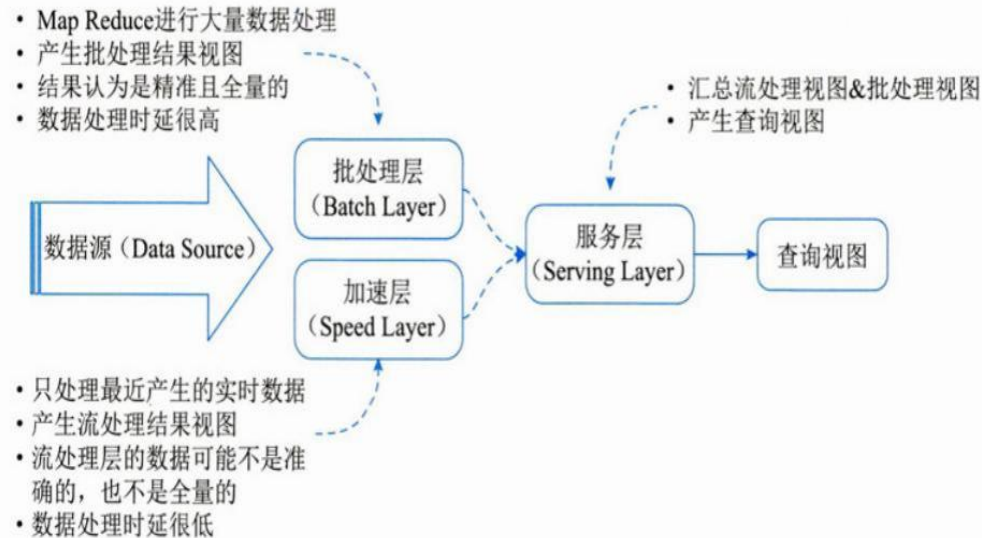 • Map Reduce进行大量数据处理
• 产生批处理结果视图
• 结果认为是精准且全量的
• 数据处理时延很高
• 汇总流处理视图&批处理视图
• 产生查询视图
数据源（Data Source）
批处理层
（Batch Layer）
加速层
（Speed Layer）
服务层
（Serving Layer）
查询视图
• 只处理最近产生的实时数据
• 产生流处理结果视图
• 流处理层的数据可能不是准
确的，也不是全量的
• 数据处理时延很低